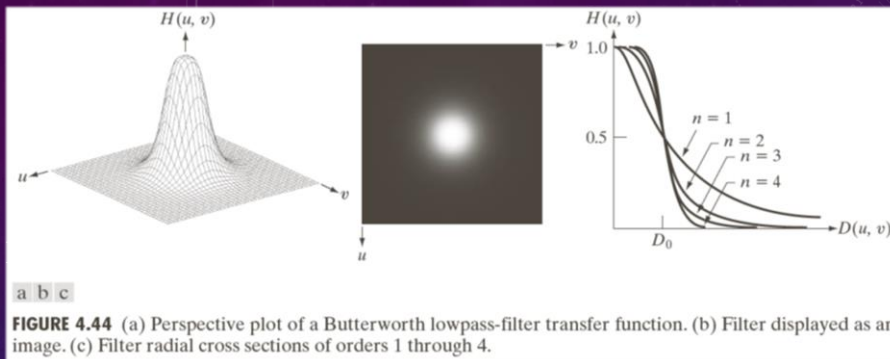 H(u, v)
u
v
v
u
H(u, v)
1.0
0.5
n = 1
n = 2
n = 3
n = 4
D₀
D(u, v)
a b c
FIGURE 4.44 (a) Perspective plot of a Butterworth lowpass-filter transfer function. (b) Filter displayed as an
image. (c) Filter radial cross sections of orders 1 through 4.